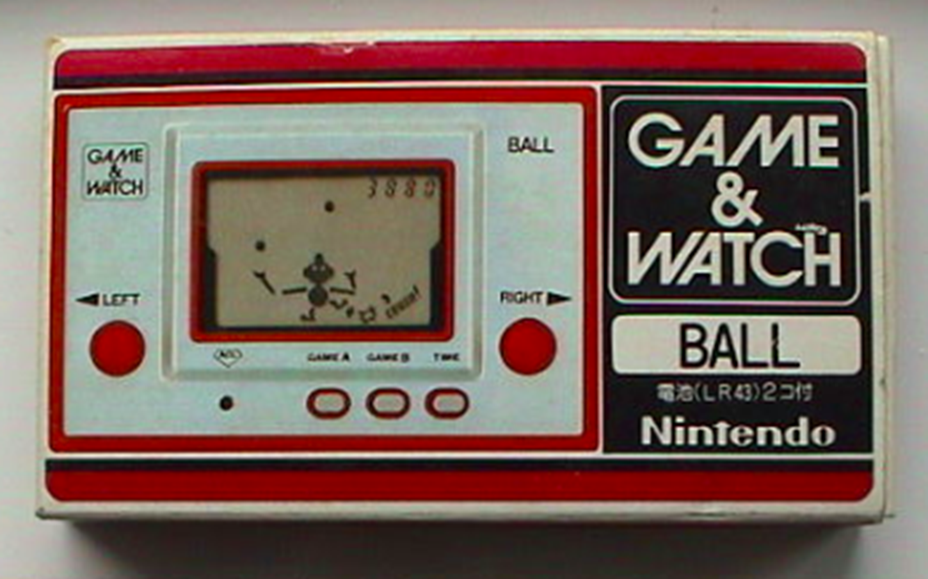 GAME
&
WATCH
BALL
3880
CRUSH!
◀LEFT
RIGHT▶
GAME A
GAME B
TIME
GAME
&
WATCH
BALL
電池(LR43)2コ付
Nintendo